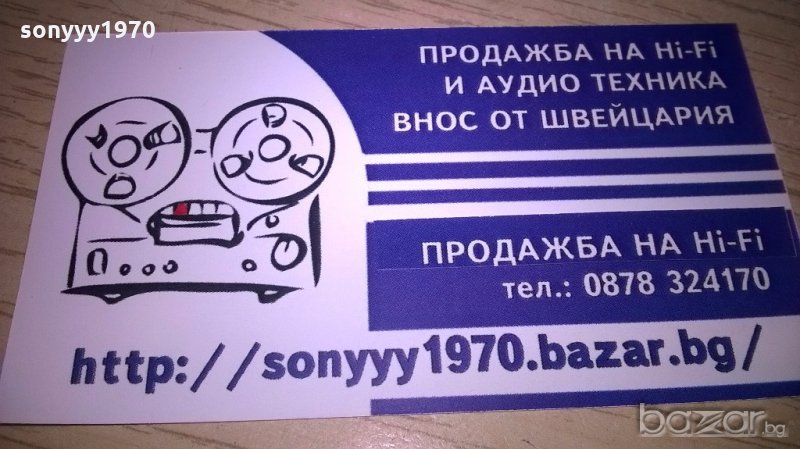 sonyyy1970
ПРОДАЖБА НА Hi-Fi
И АУДИО ТЕХНИКА
ВНОС ОТ ШВЕЙЦАРИЯ
ПРОДАЖБА НА Hi-Fi
тел.: 0878 324170
http://sonyyy1970.bazar.bg/
bazar.bg